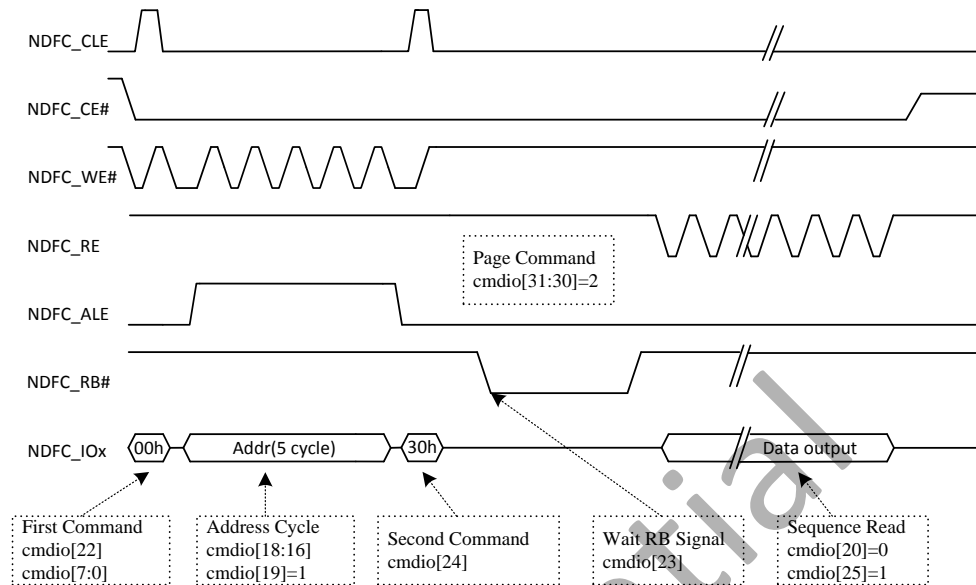 NDFC_CLE
NDFC_CE#
NDFC_WE#
NDFC_RE
Page Command
cmdio[31:30]=2
NDFC_ALE
NDFC_RB#
NDFC_IOx
00h
Addr(5 cycle)
30h
Data output
First Command
cmdio[22]
cmdio[7:0]
Address Cycle
cmdio[18:16]
cmdio[19]=1
Second Command
cmdio[24]
Wait RB Signal
cmdio[23]
Sequence Read
cmdio[20]=0
cmdio[25]=1
ential